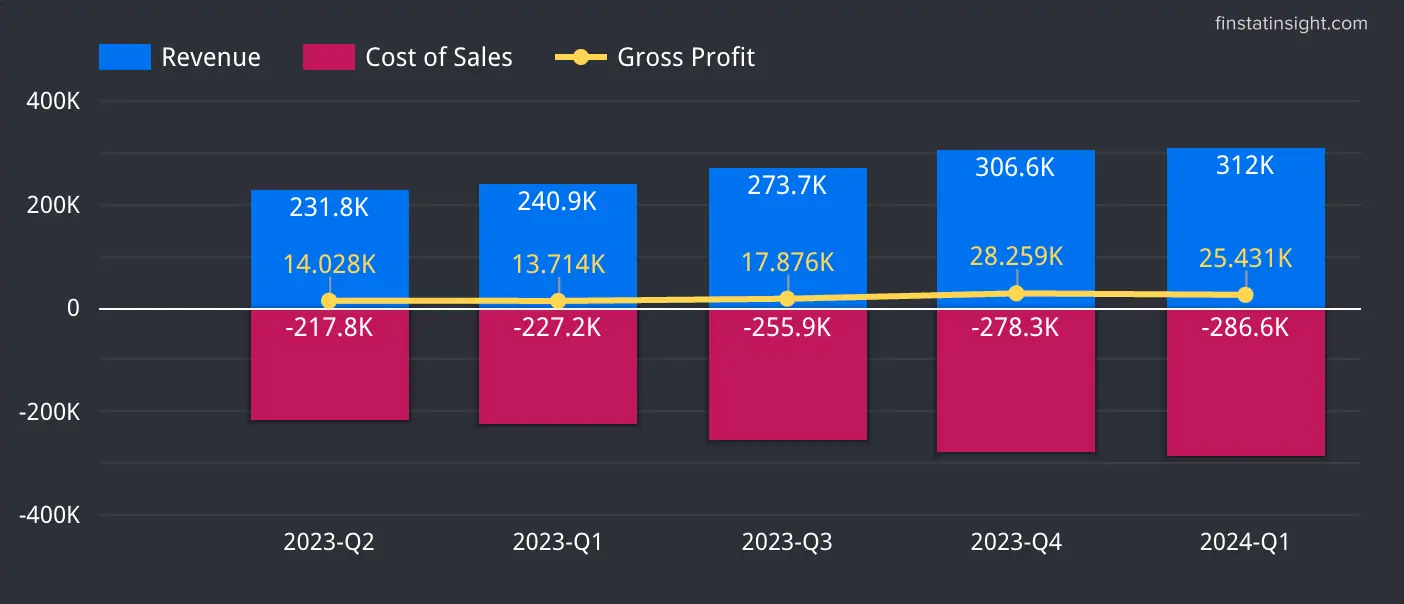 finstatinsight.com
Revenue Cost of Sales Gross Profit
400K
231.8K 240.9K 273.7K 306.6K 312K
200K
14.028K 13.714K 17.876K 28.259K 25.431K
0
-217.8K -227.2K -255.9K -278.3K -286.6K
-200K
-400K
2023-Q2 2023-Q1 2023-Q3 2023-Q4 2024-Q1